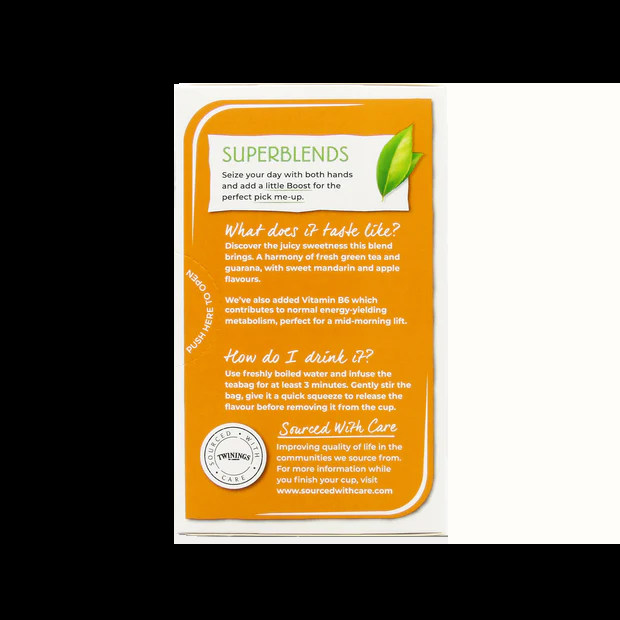 SUPERBLENDS
Seize your day with both hands
and add a little Boost for the
perfect pick me-up.
What does it taste like?
Discover the juicy sweetness this blend
brings. A harmony of fresh green tea and
guarana, with sweet mandarin and apple
flavours.
We've also added Vitamin B6 which
contributes to normal energy-yielding
metabolism, perfect for a mid-morning lift.
PUSH HERE TO OPEN
How do I drink it?
Use freshly boiled water and infuse the
teabag for at least 3 minutes. Gently stir the
bag, give it a quick squeeze to release the
flavour before removing it from the cup.
Sourced With Care
Improving quality of life in the
communities we source from.
For more information while
you finish your cup, visit
www.sourcedwithcare.com
SOURCED • WITH • CARE •
TWININGS